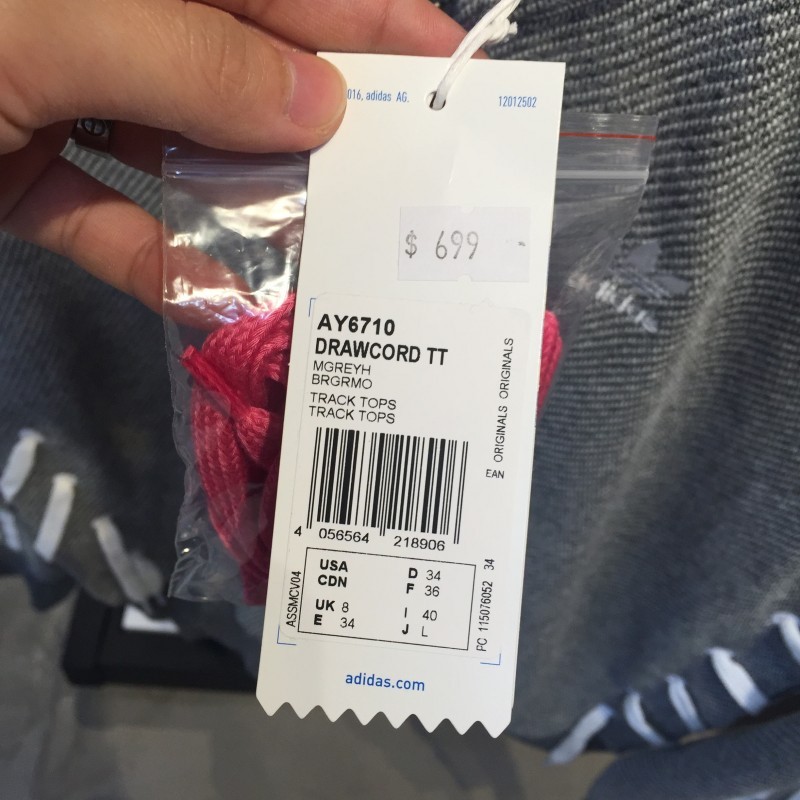 016, adidas AG.
12012502
$ 699
AY6710
DRAWCORD TT
MGREYH
BRGRMO
TRACK TOPS
TRACK TOPS
ORIGINALS ORIGINALS
EAN
4 056564 218906
ASSMCV04
USA
CDN
UK 8
E 34
D 34
F 36
I 40
J L
PC 115076052 34
adidas.com